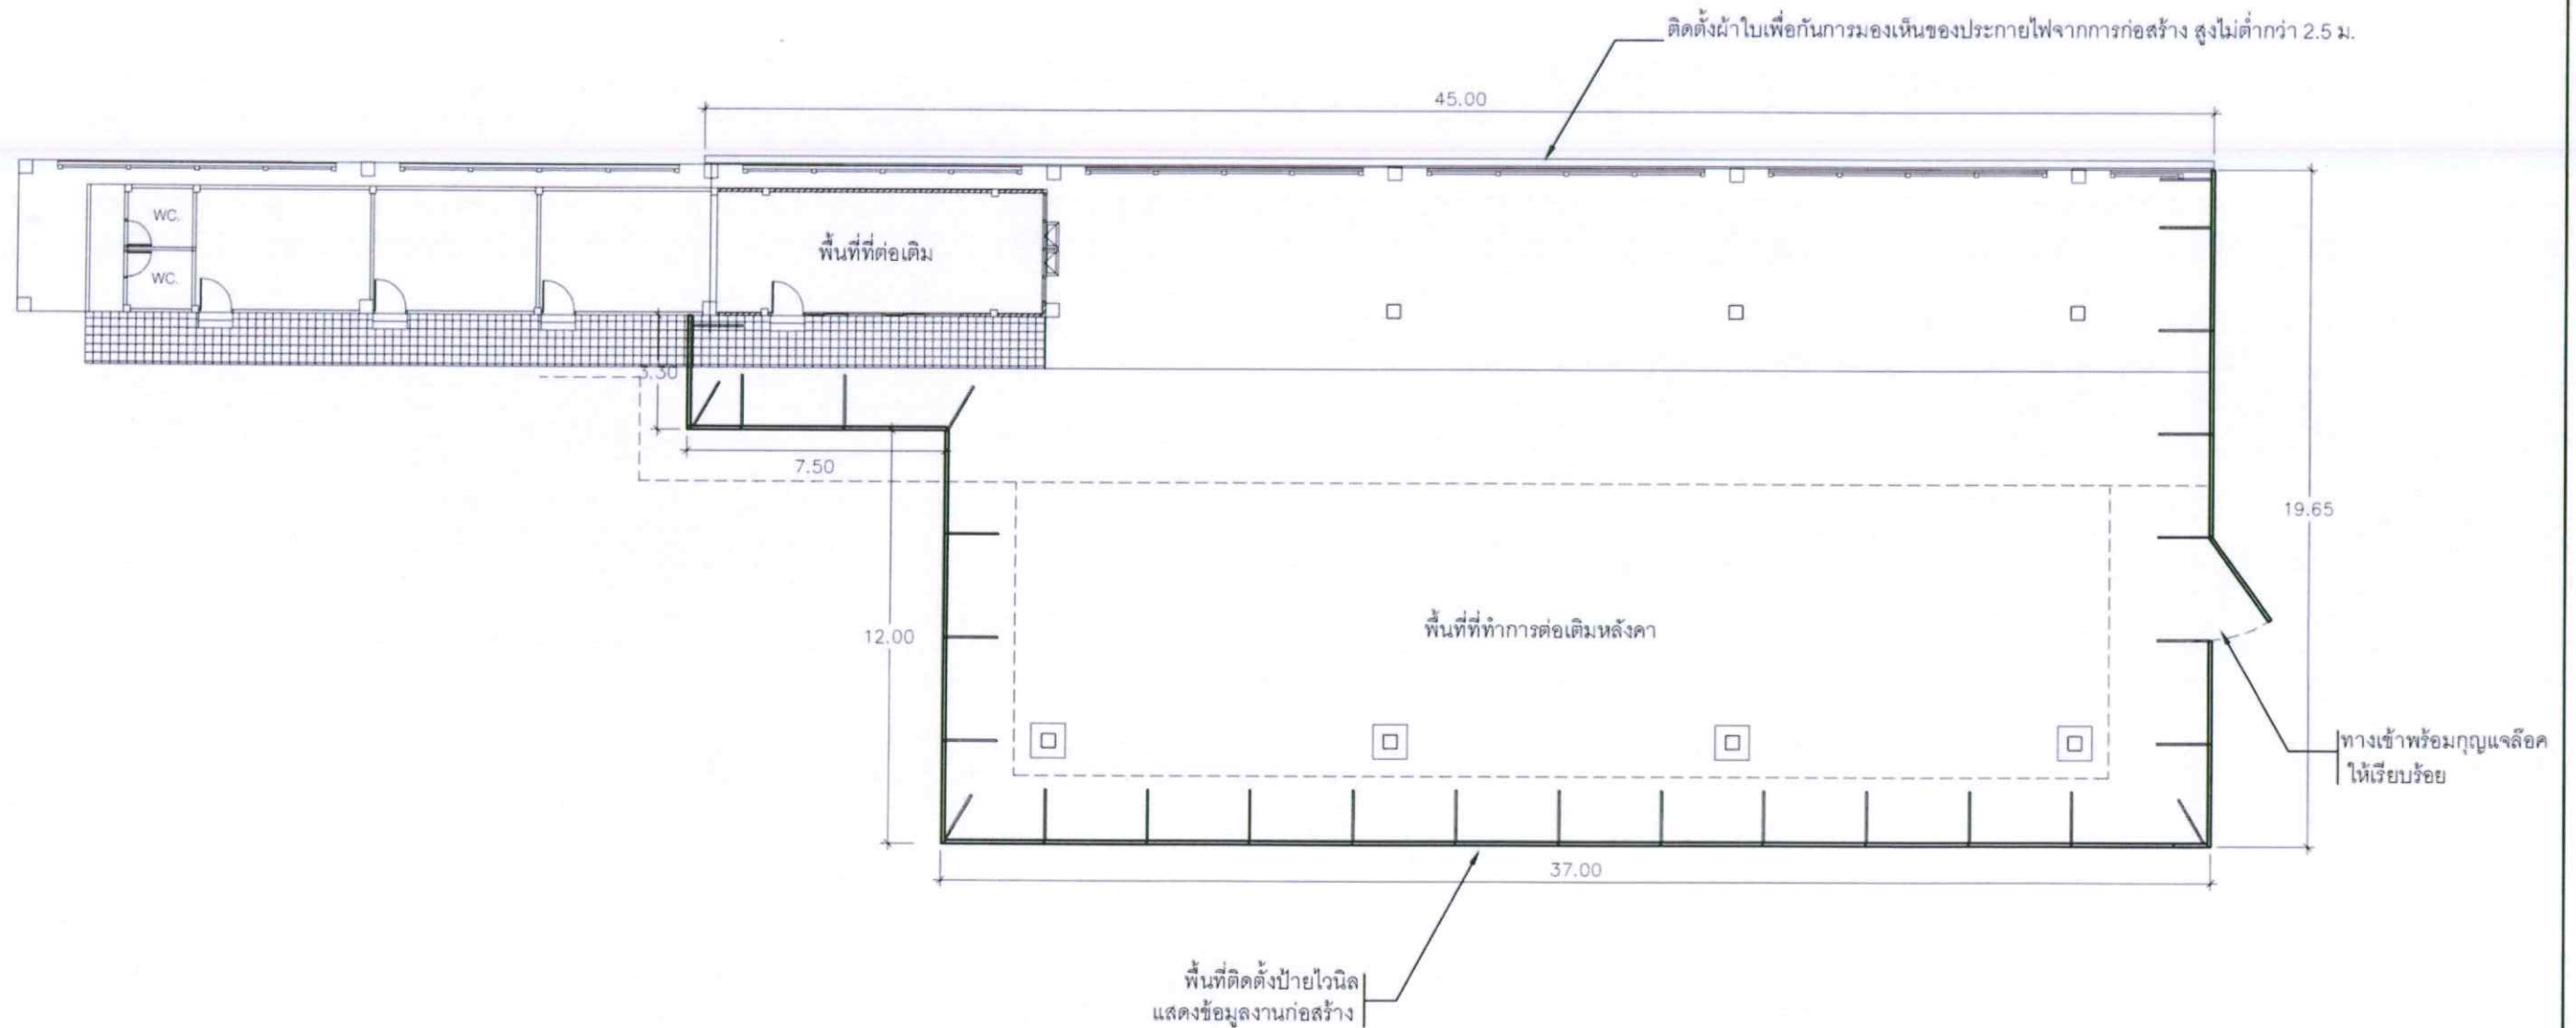 ติดตั้งผ้าใบเพื่อกันการมองเห็นของประกายไฟจากการก่อสร้าง สูงไม่ต่ำกว่า 2.5 ม.
45.00
WC.
WC.
พื้นที่ที่ต่อเติม
3.30
7.50
19.65
12.00
พื้นที่ที่ทำการต่อเติมหลังคา
ทางเข้าพร้อมกุญแจล๊อค
ให้เรียบร้อย
37.00
พื้นที่ติดตั้งป้ายไวนิล
แสดงข้อมูลงานก่อสร้าง